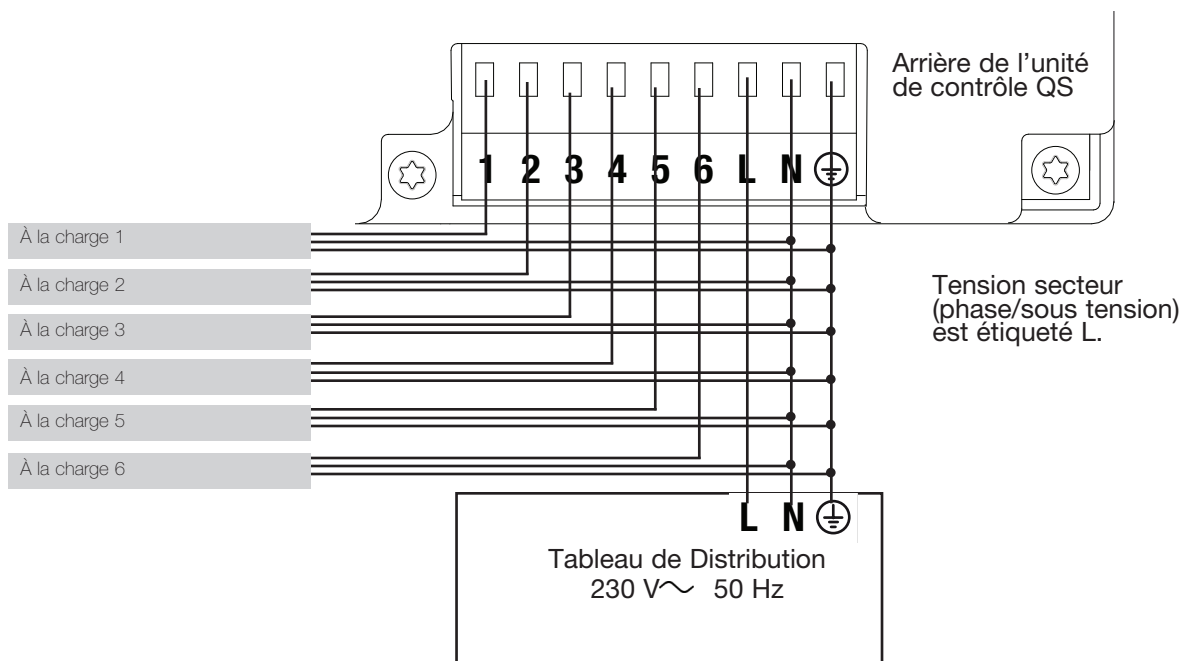 Arrière de l’unité
de contrôle QS
1 2 3 4 5 6 L N
À la charge 1
À la charge 2
À la charge 3
À la charge 4
À la charge 5
À la charge 6
Tension secteur
(phase/sous tension)
est étiqueté L.
L N
Tableau de Distribution
230 V~ 50 Hz